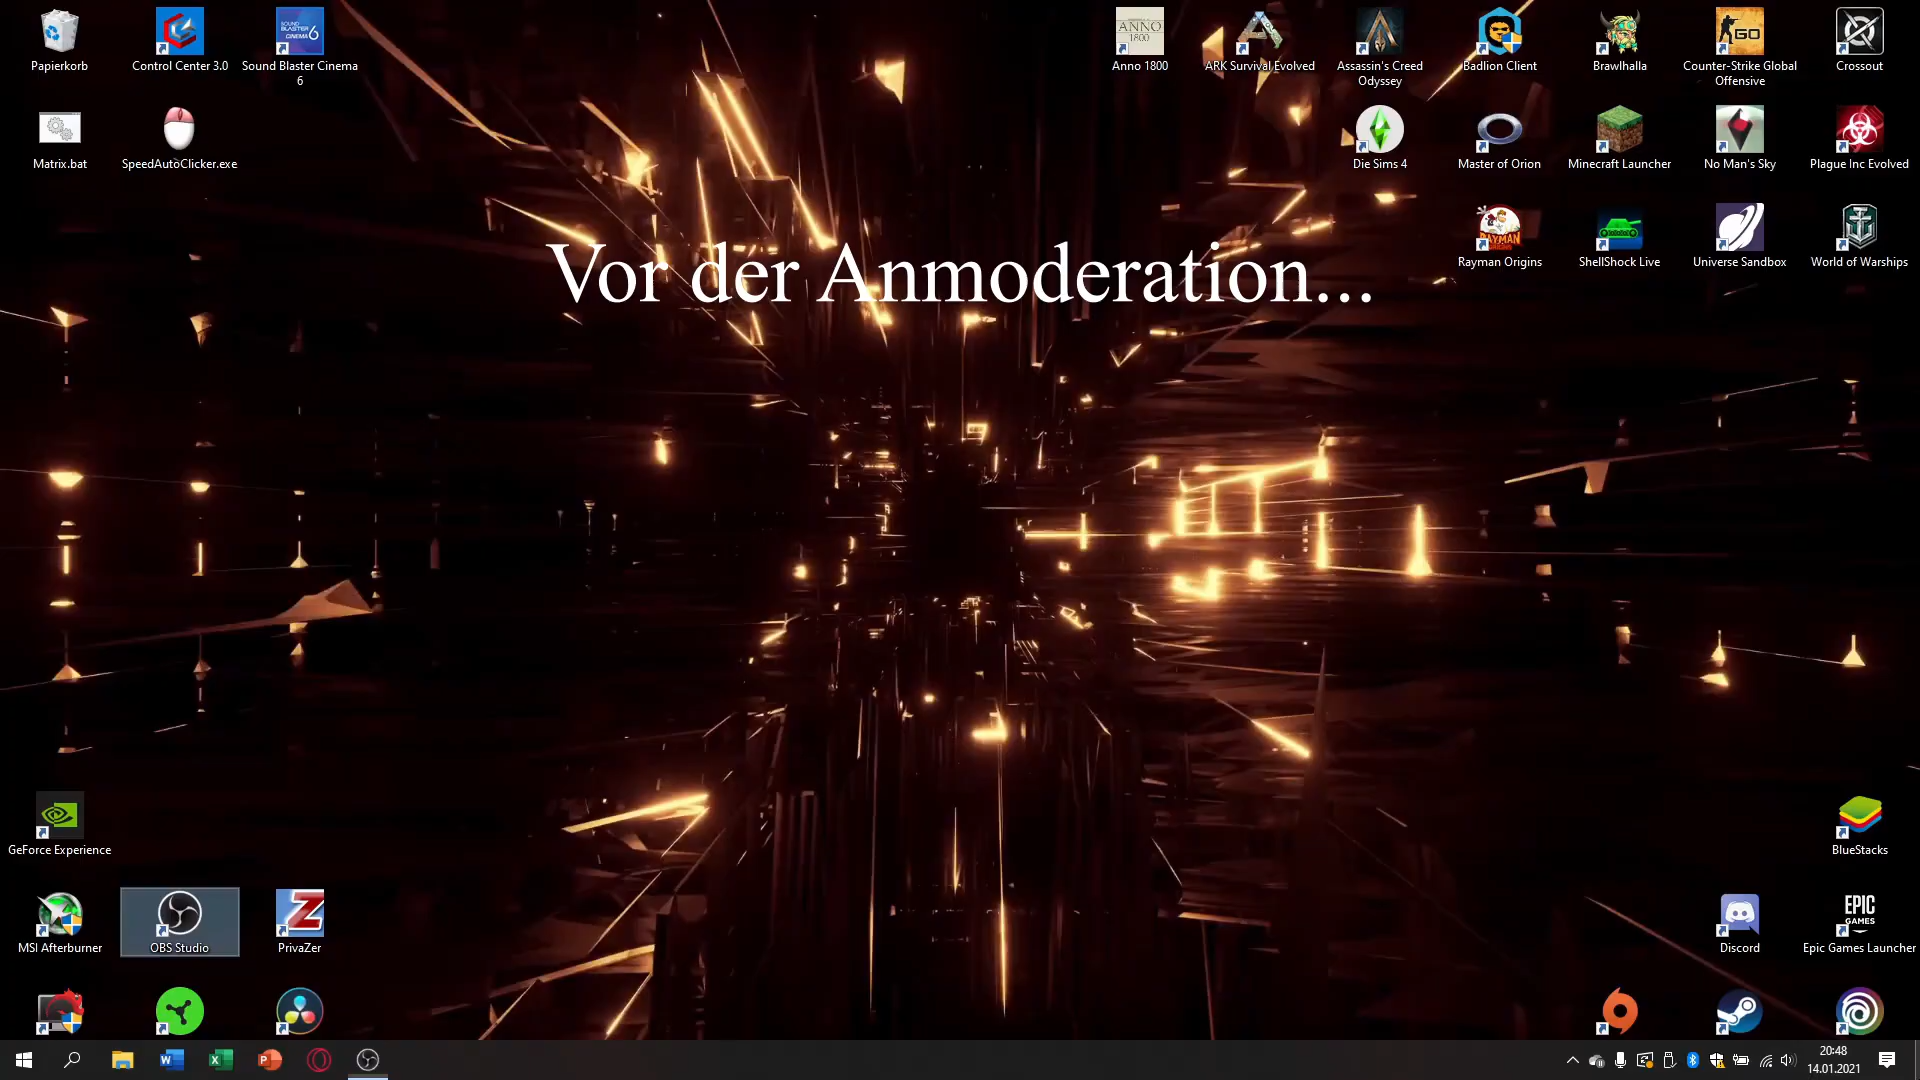 Papierkorb
Control Center 3.0
Sound Blaster Cinema
6
Anno 1800
ARK Survival Evolved
Assassin's Creed
Odyssey
Badlion Client
Brawlhalla
Counter-Strike Global
Offensive
Crossout
Matrix.bat
SpeedAutoClicker.exe
Die Sims 4
Master of Orion
Minecraft Launcher
No Man's Sky
Plague Inc Evolved
Rayman Origins
ShellShock Live
Universe Sandbox
World of Warships
Vor der Anmoderation...
GeForce Experience
BlueStacks
MSI Afterburner
OBS Studio
PrivaZer
Discord
Epic Games Launcher
20:48
14.01.2021